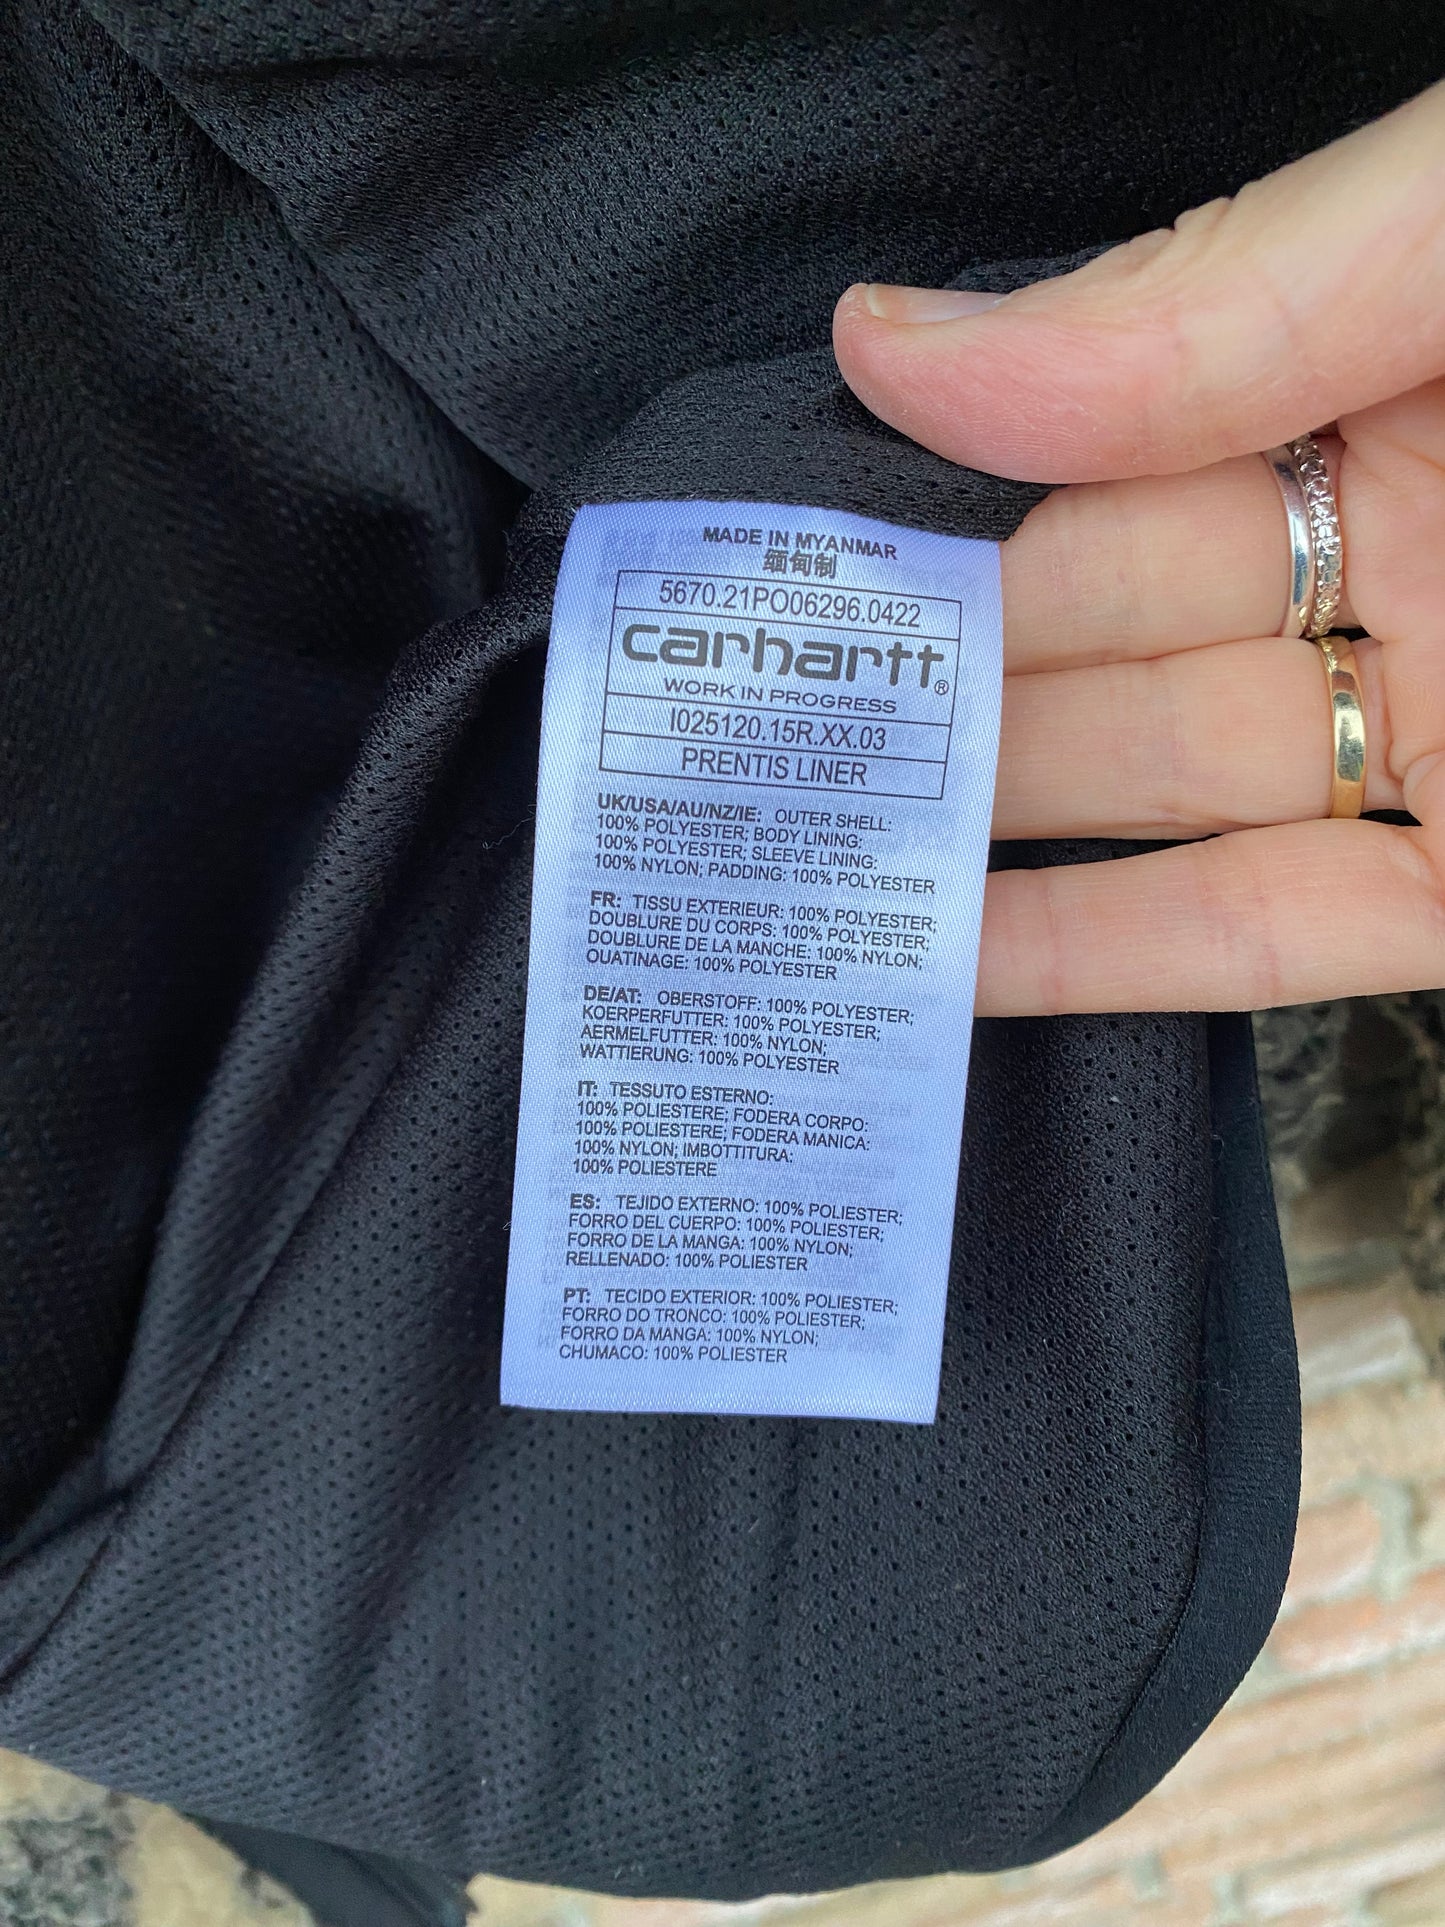 MADE IN MYANMAR
缅甸制
5670.21PO06296.0422
carhartt®
WORK IN PROGRESS
I025120.15R.XX.03
PRENTIS LINER
UK/USA/AU/NZ/IE: OUTER SHELL:
100% POLYESTER; BODY LINING:
100% POLYESTER; SLEEVE LINING:
100% NYLON; PADDING: 100% POLYESTER
FR: TISSU EXTERIEUR: 100% POLYESTER;
DOUBLURE DU CORPS: 100% POLYESTER;
DOUBLURE DE LA MANCHE: 100% NYLON;
OUATINAGE: 100% POLYESTER
DE/AT: OBERSTOFF: 100% POLYESTER;
KOERPERFUTTER: 100% POLYESTER;
AERMELFUTTER: 100% NYLON;
WATTIERUNG: 100% POLYESTER
IT: TESSUTO ESTERNO:
100% POLIESTERE; FODERA CORPO:
100% POLIESTERE; FODERA MANICA:
100% NYLON; IMBOTTITURA:
100% POLIESTERE
ES: TEJIDO EXTERNO: 100% POLIESTER;
FORRO DEL CUERPO: 100% POLIESTER;
FORRO DE LA MANGA: 100% NYLON;
RELLENADO: 100% POLIESTER
PT: TECIDO EXTERIOR: 100% POLIESTER;
FORRO DO TRONCO: 100% POLIESTER;
FORRO DA MANGA: 100% NYLON;
CHUMACO: 100% POLIESTER